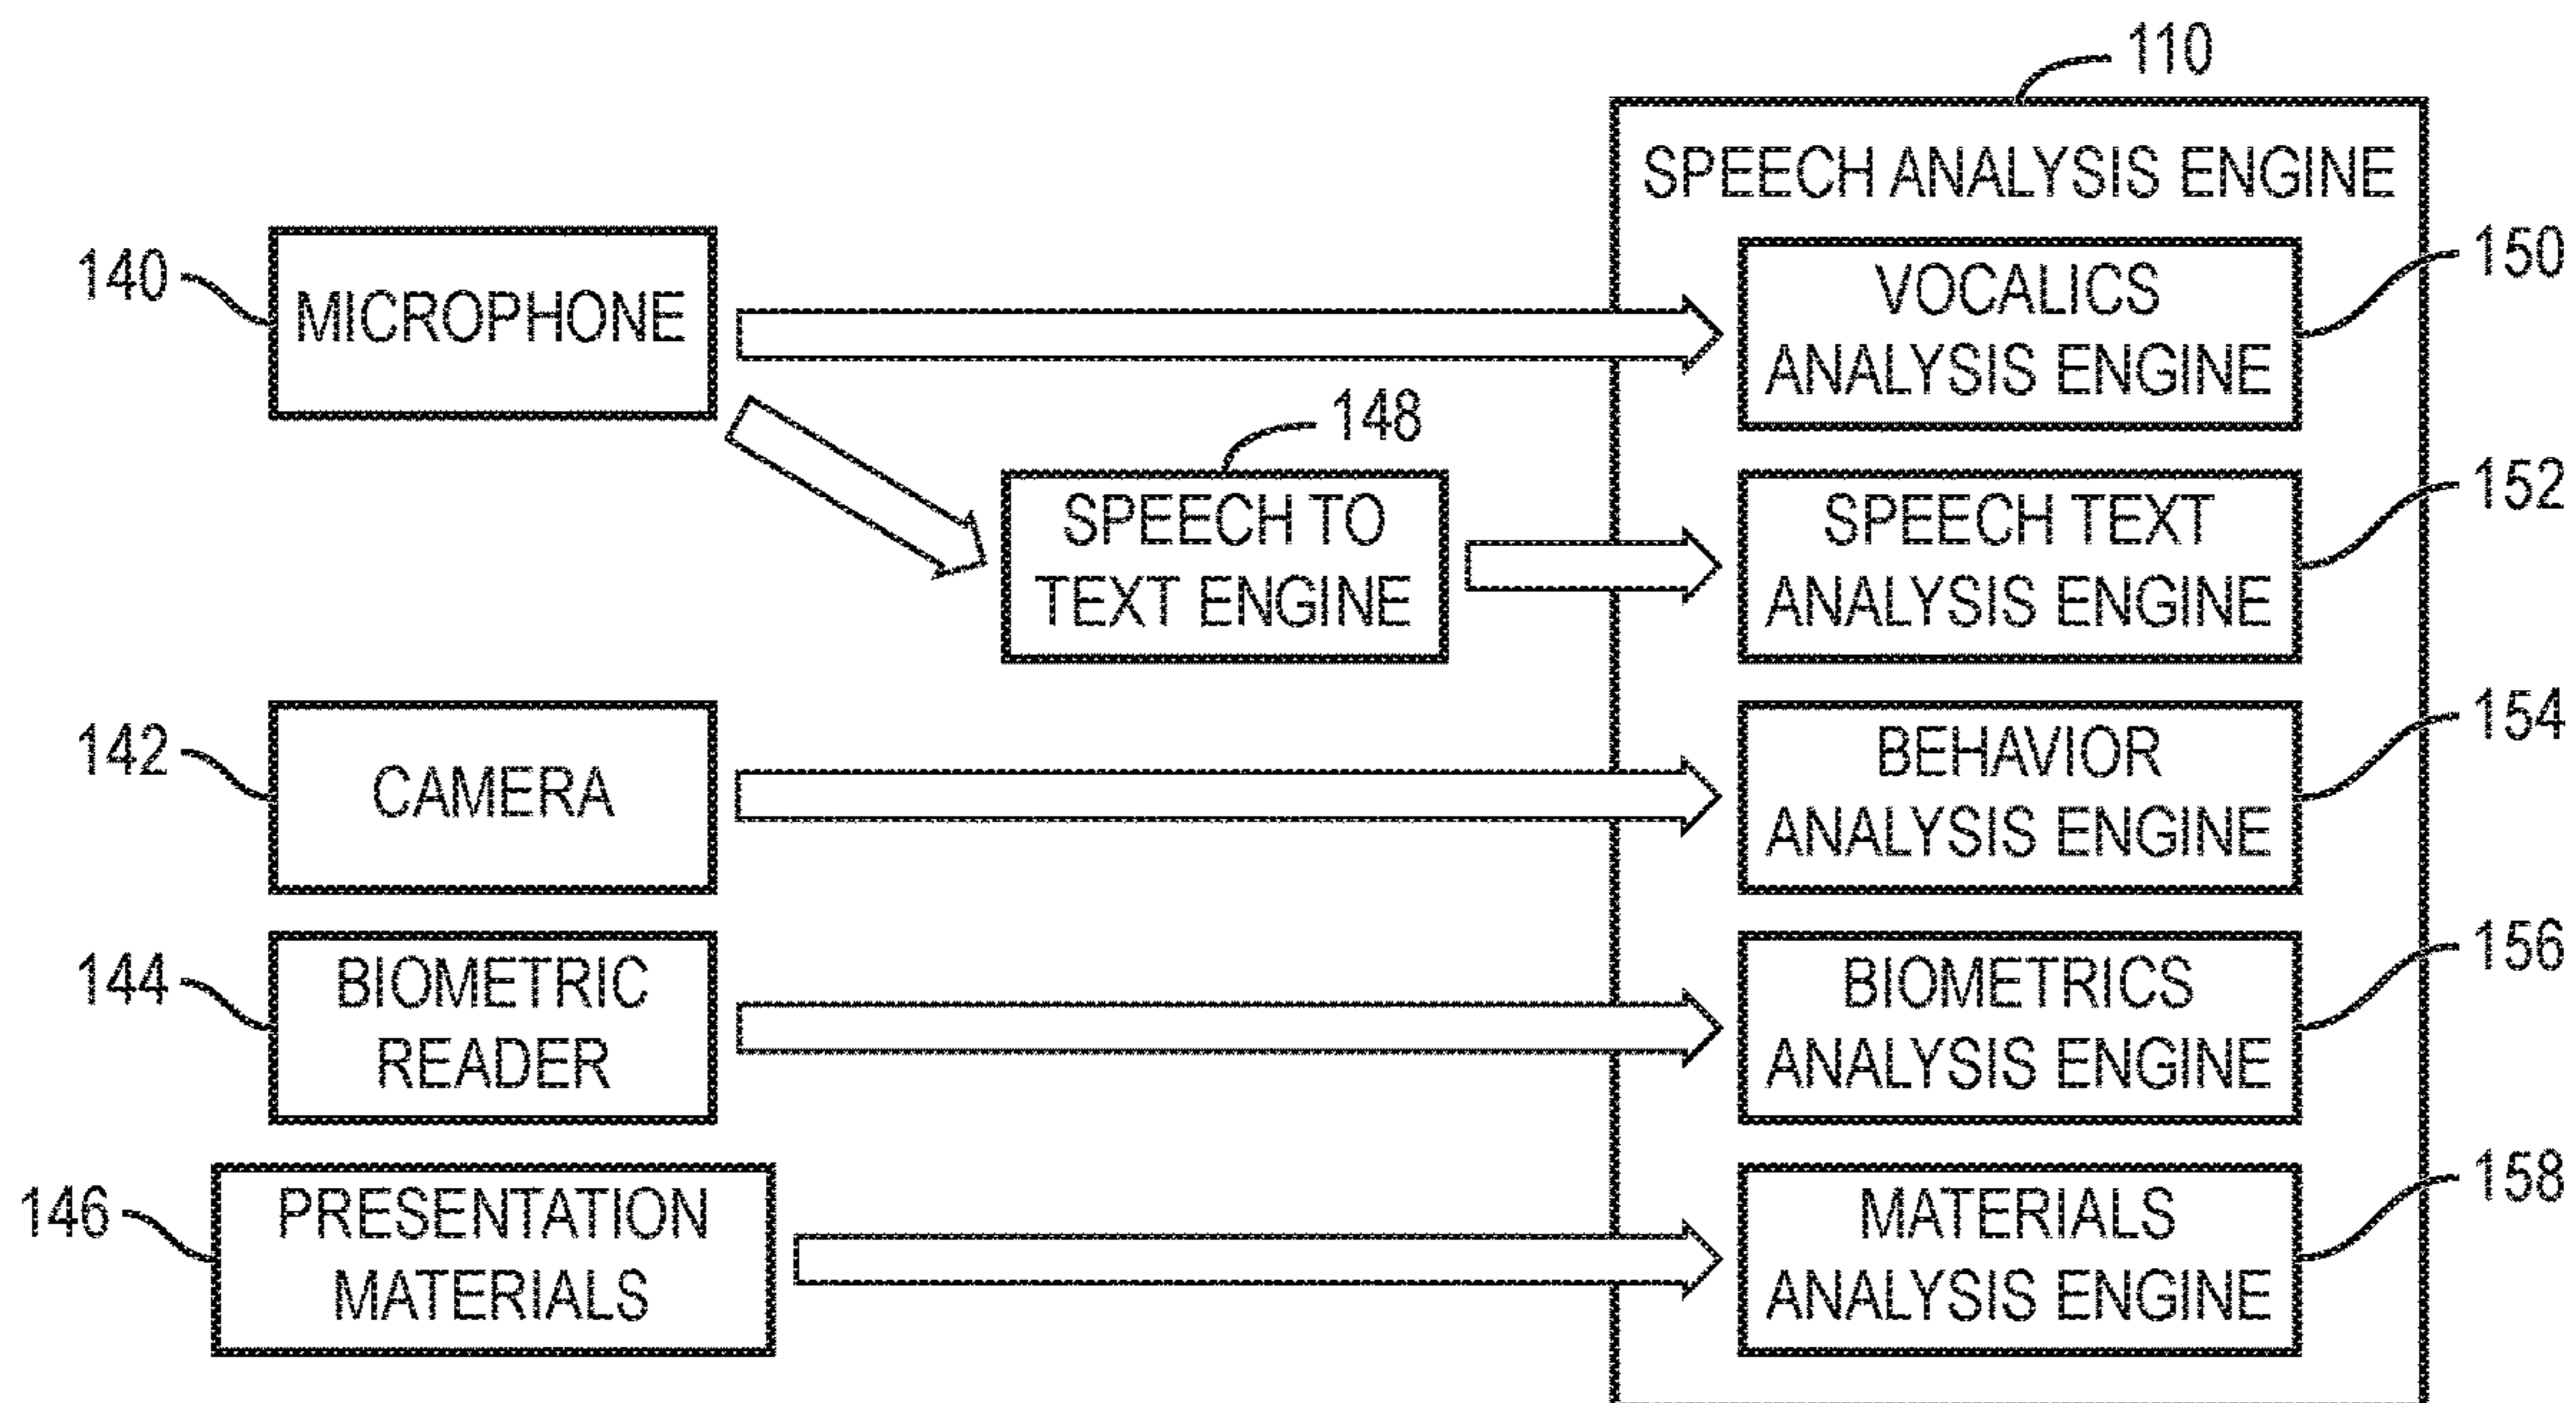 110
SPEECH ANALYSIS ENGINE
140
MICROPHONE
VOCALICS
ANALYSIS ENGINE
150
148
SPEECH TO
TEXT ENGINE
SPEECH TEXT
ANALYSIS ENGINE
152
142
CAMERA
BEHAVIOR
ANALYSIS ENGINE
154
144
BIOMETRIC
READER
BIOMETRICS
ANALYSIS ENGINE
156
146
PRESENTATION
MATERIALS
MATERIALS
ANALYSIS ENGINE
158